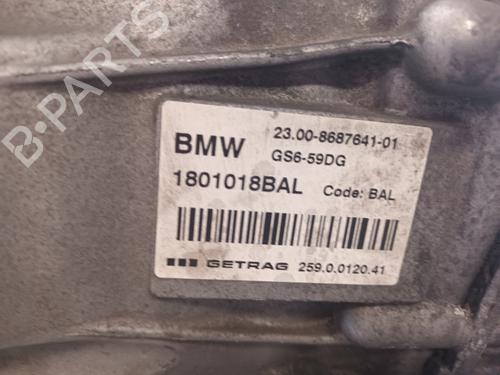 B-PARTS
BMW
23.00-8687641-01
GS6-59DG
1801018BAL
Code: BAL
GETRAG
259.0.0120.41